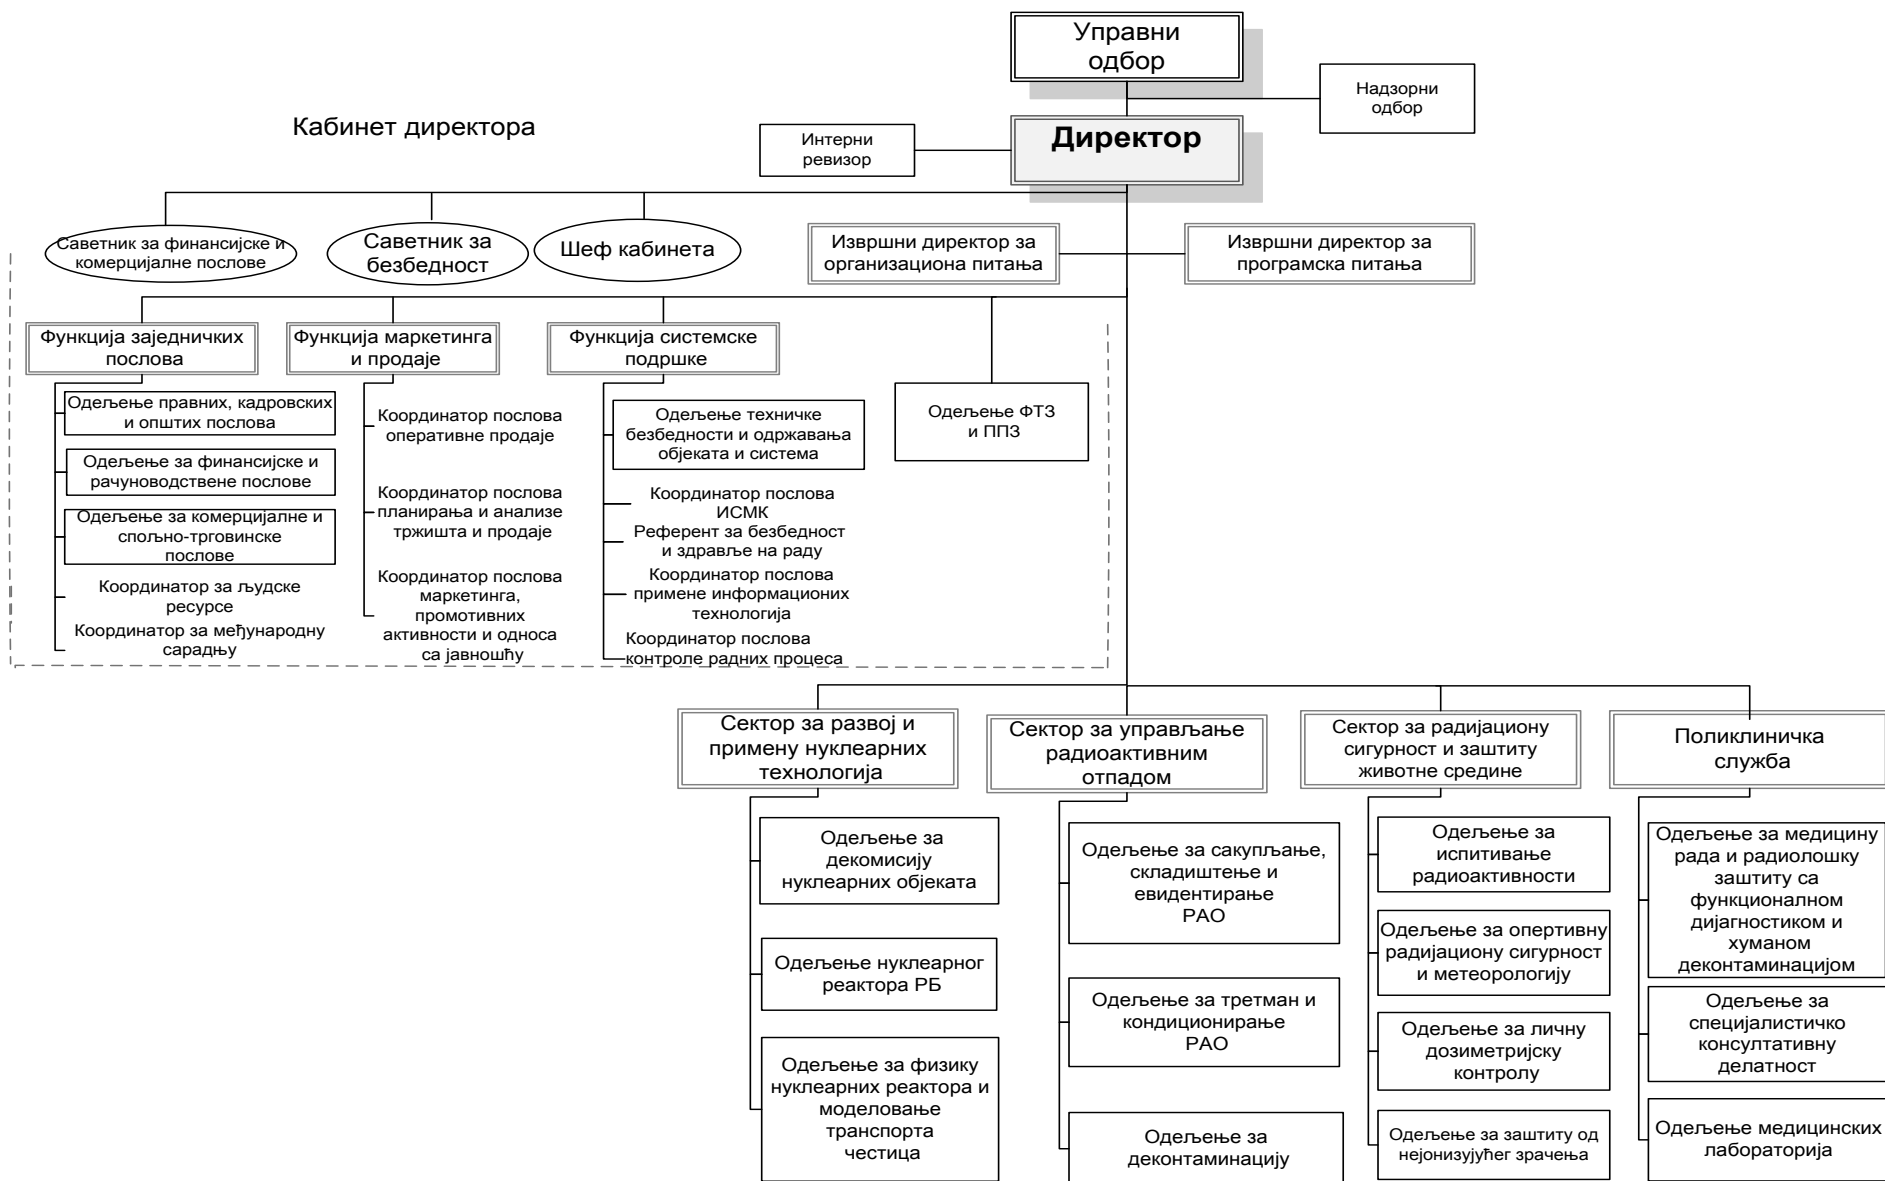 Управни
одбор
Надзорни
одбор
Кабинет директора
Интерни
ревизор
Директор
Саветник за финансијске и
комерцијалне послове
Саветник за
безбедност
Шеф кабинета
Извршни директор за
организациона питања
Извршни директор за
програмска питања
Функција заједничких
послова
Функција маркетинга
и продаје
Функција системске
подршке
Одељење правних, кадровских
и општих послова
Одељење за финансијске и
рачуноводствене послове
Одељење за комерцијалне и
спољно-трговинске
послове
Координатор за људске
ресурсе
Координатор за међународну
сарадњу
Координатор послова
оперативне продаје
Координатор послова
планирања и анализе
тржишта и продаје
Координатор послова
маркетинга,
промотивних
активности и односа
са јавношћу
Одељење техничке
безбедности и одржавања
објеката и система
Координатор послова
ИСМК
Референт за безбедност
и здравље на раду
Координатор послова
примене информационих
технологија
Координатор послова
контроле радних процеса
Одељење ФТЗ
и ППЗ
Сектор за развој и
примену нуклеарних
технологија
Одељење за
декомисију
нуклеарних објеката
Одељење нуклеарног
реактора РБ
Одељење за физику
нуклеарних реактора и
моделовање
транспорта
честица
Сектор за управљање
радиоактивним
отпадом
Одељење за сакупљање,
складиштење и
евидентирање
РАО
Одељење за третман и
кондиционирање
РАО
Одељење за
деконтаминацију
Сектор за радијациону
сигурност и заштиту
животне средине
Одељење за
испитивање
радиоактивности
Одељење за опертивну
радијациону сигурност
и метеорологију
Одељење за личну
дозиметријску
контролу
Одељење за заштиту од
нејонизујућег зрачења
Поликлиничка
служба
Одељење за медицину
рада и радиолошку
заштиту са
функционалном
дијагностиком и
хуманом
деконтаминацијом
Одељење за
специјалистичко
консултативну
делатност
Одељење медицинских
лабораторија